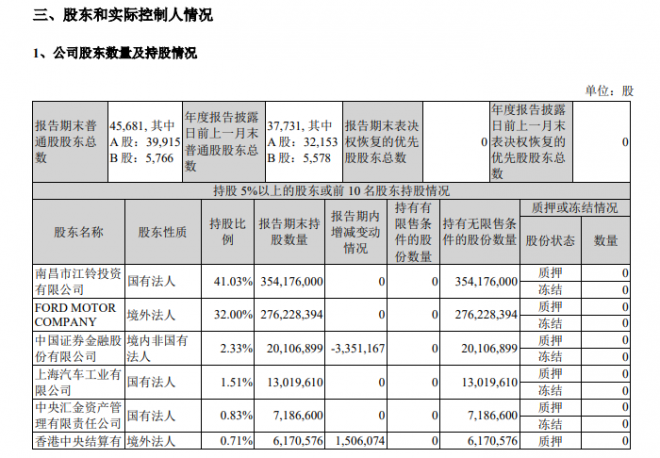 三、股东和实际控制人情况
1、公司股东数量及持股情况
单位：股
报告期末普通股股东总数 45,681, 其中 A 股：39,915 B 股：5,766 年度报告披露日前上一月末普通股股东总数 37,731, 其中 A 股：32,153 B 股：5,578 报告期末表决权恢复的优先股股东总数 0 年度报告披露日前上一月末表决权恢复的优先股股东总数 0
持股 5%以上的股东或前 10 名股东持股情况
股东名称 股东性质 持股比例 报告期末持股数量 报告期内增减变动情况 持有有限售条件的股份数量 持有无限售条件的股份数量 质押或冻结情况
股份状态 数量
南昌市江铃投资有限公司 国有法人 41.03% 354,176,000 0 0 354,176,000 质押 0
冻结 0
FORD MOTOR COMPANY 境外法人 32.00% 276,228,394 0 0 276,228,394 质押 0
冻结 0
中国证券金融股份有限公司 境内非国有法人 2.33% 20,106,899 -3,351,167 0 20,106,899 质押 0
冻结 0
上海汽车工业有限公司 国有法人 1.51% 13,019,610 0 0 13,019,610 质押 0
冻结 0
中央汇金资产管理有限责任公司 国有法人 0.83% 7,186,600 0 0 7,186,600 质押 0
冻结 0
香港中央结算有 境外法人 0.71% 6,170,576 1,506,074 0 6,170,576 质押 0